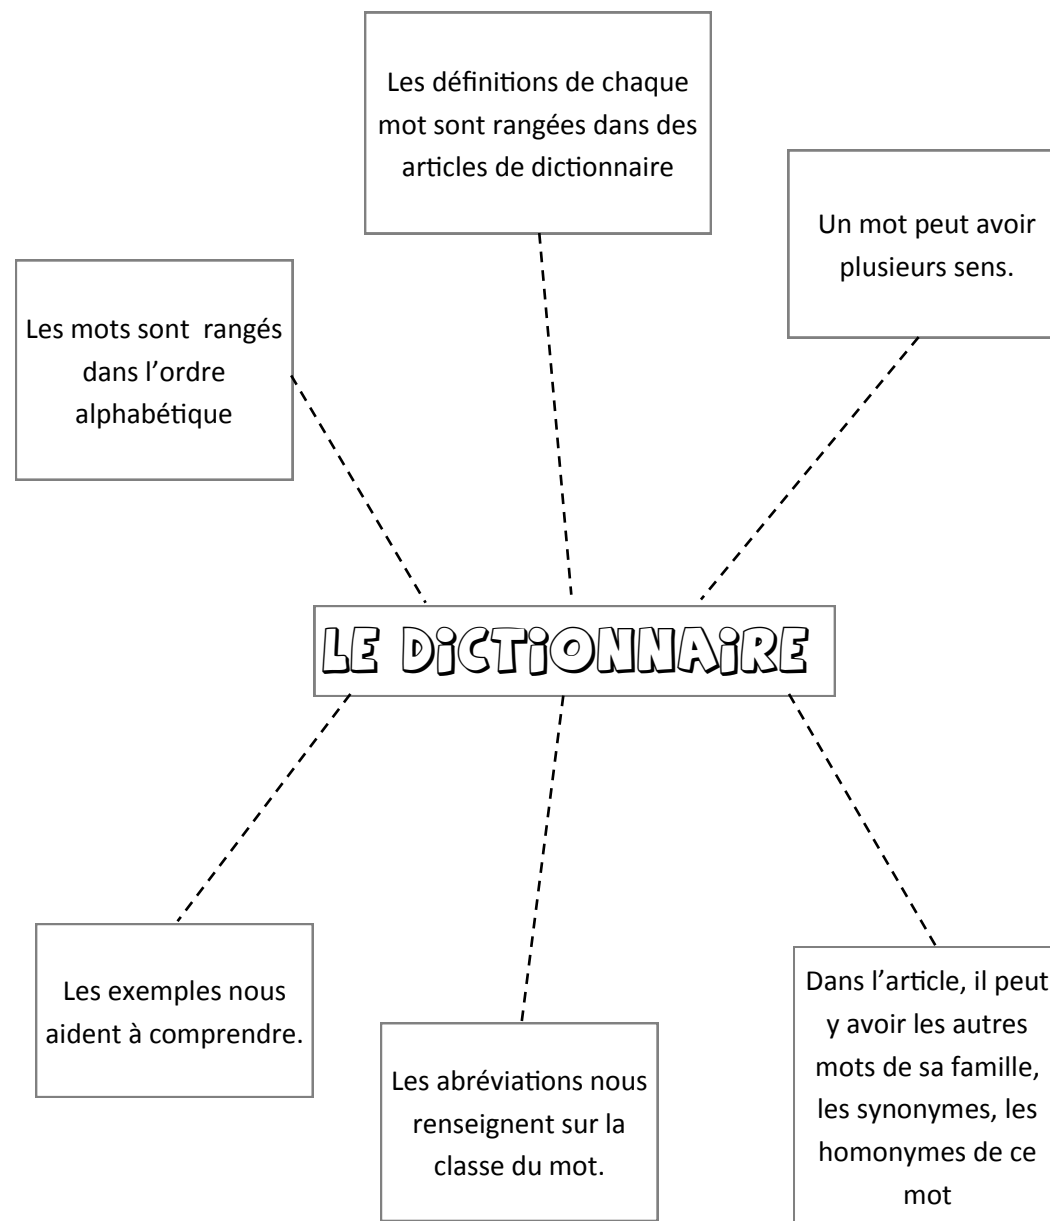 Les définitions de chaque
mot sont rangées dans des
articles de dictionnaire
Un mot peut avoir
plusieurs sens.
Les mots sont  rangés
dans l'ordre
alphabétique
LE DiCTiONNAiRE
Les exemples nous
aident à comprendre.
Les abréviations nous
renseignent sur la
classe du mot.
Dans l'article, il peut
y avoir les autres
mots de sa famille,
les synonymes, les
homonymes de ce
mot